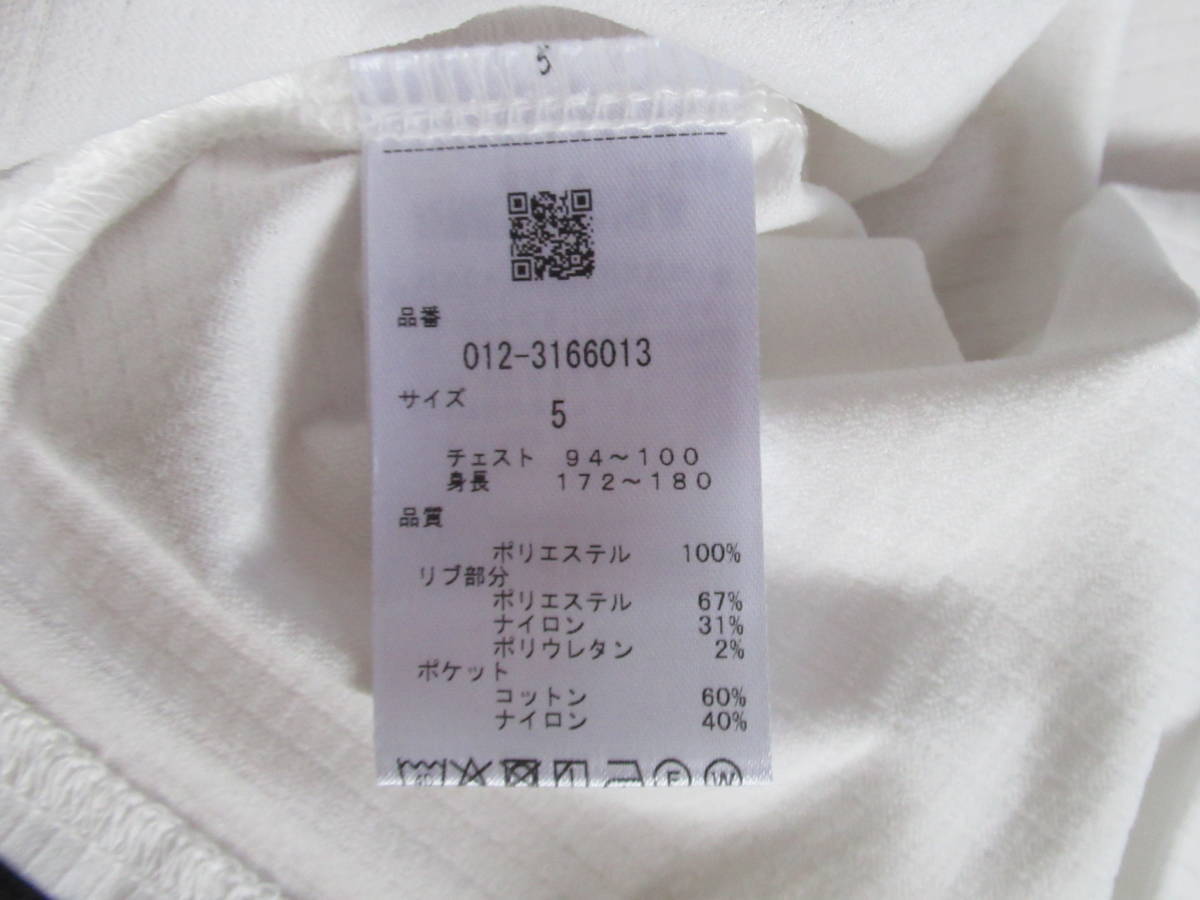 5
品番
012-3166013
サイズ
5
チェスト 94〜100
身長 172〜180
品質
ポリエステル 100%
リブ部分
ポリエステル 67%
ナイロン 31%
ポリウレタン 2%
ポケット
コットン 60%
ナイロン 40%
F W